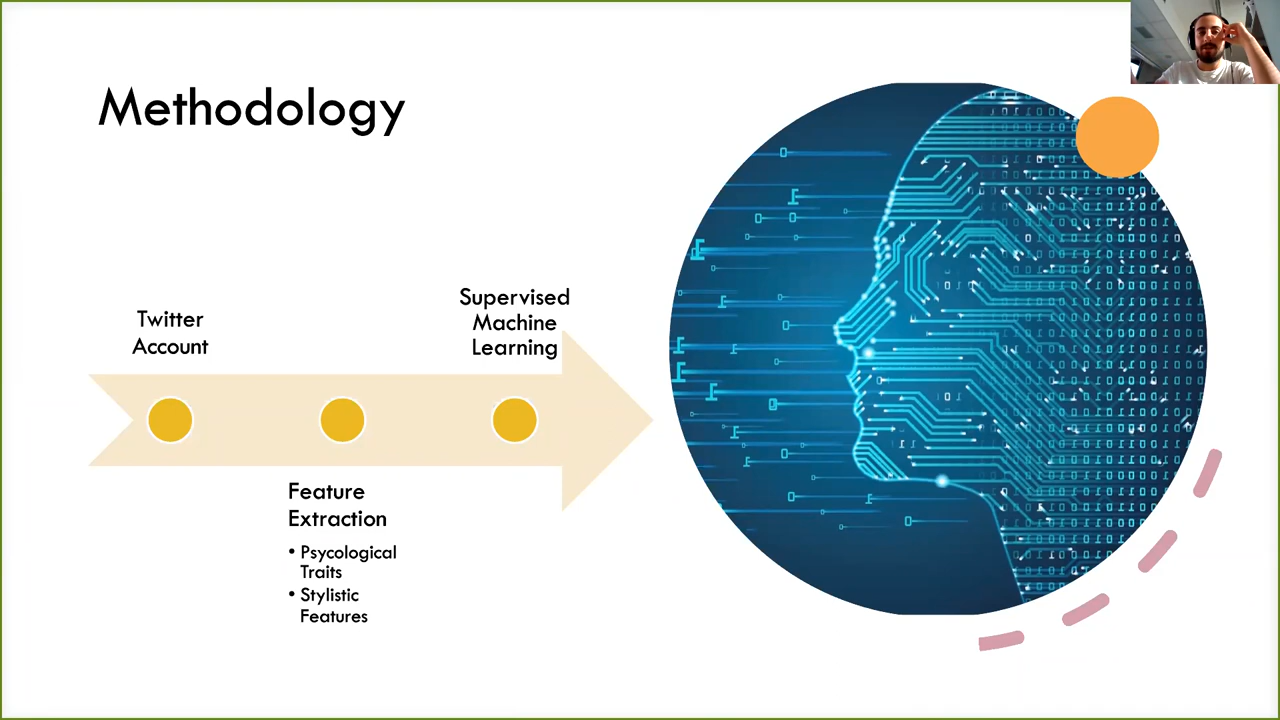 Methodology
Twitter
Account
Feature
Extraction
• Psycological
Traits
• Stylistic
Features
Supervised
Machine
Learning